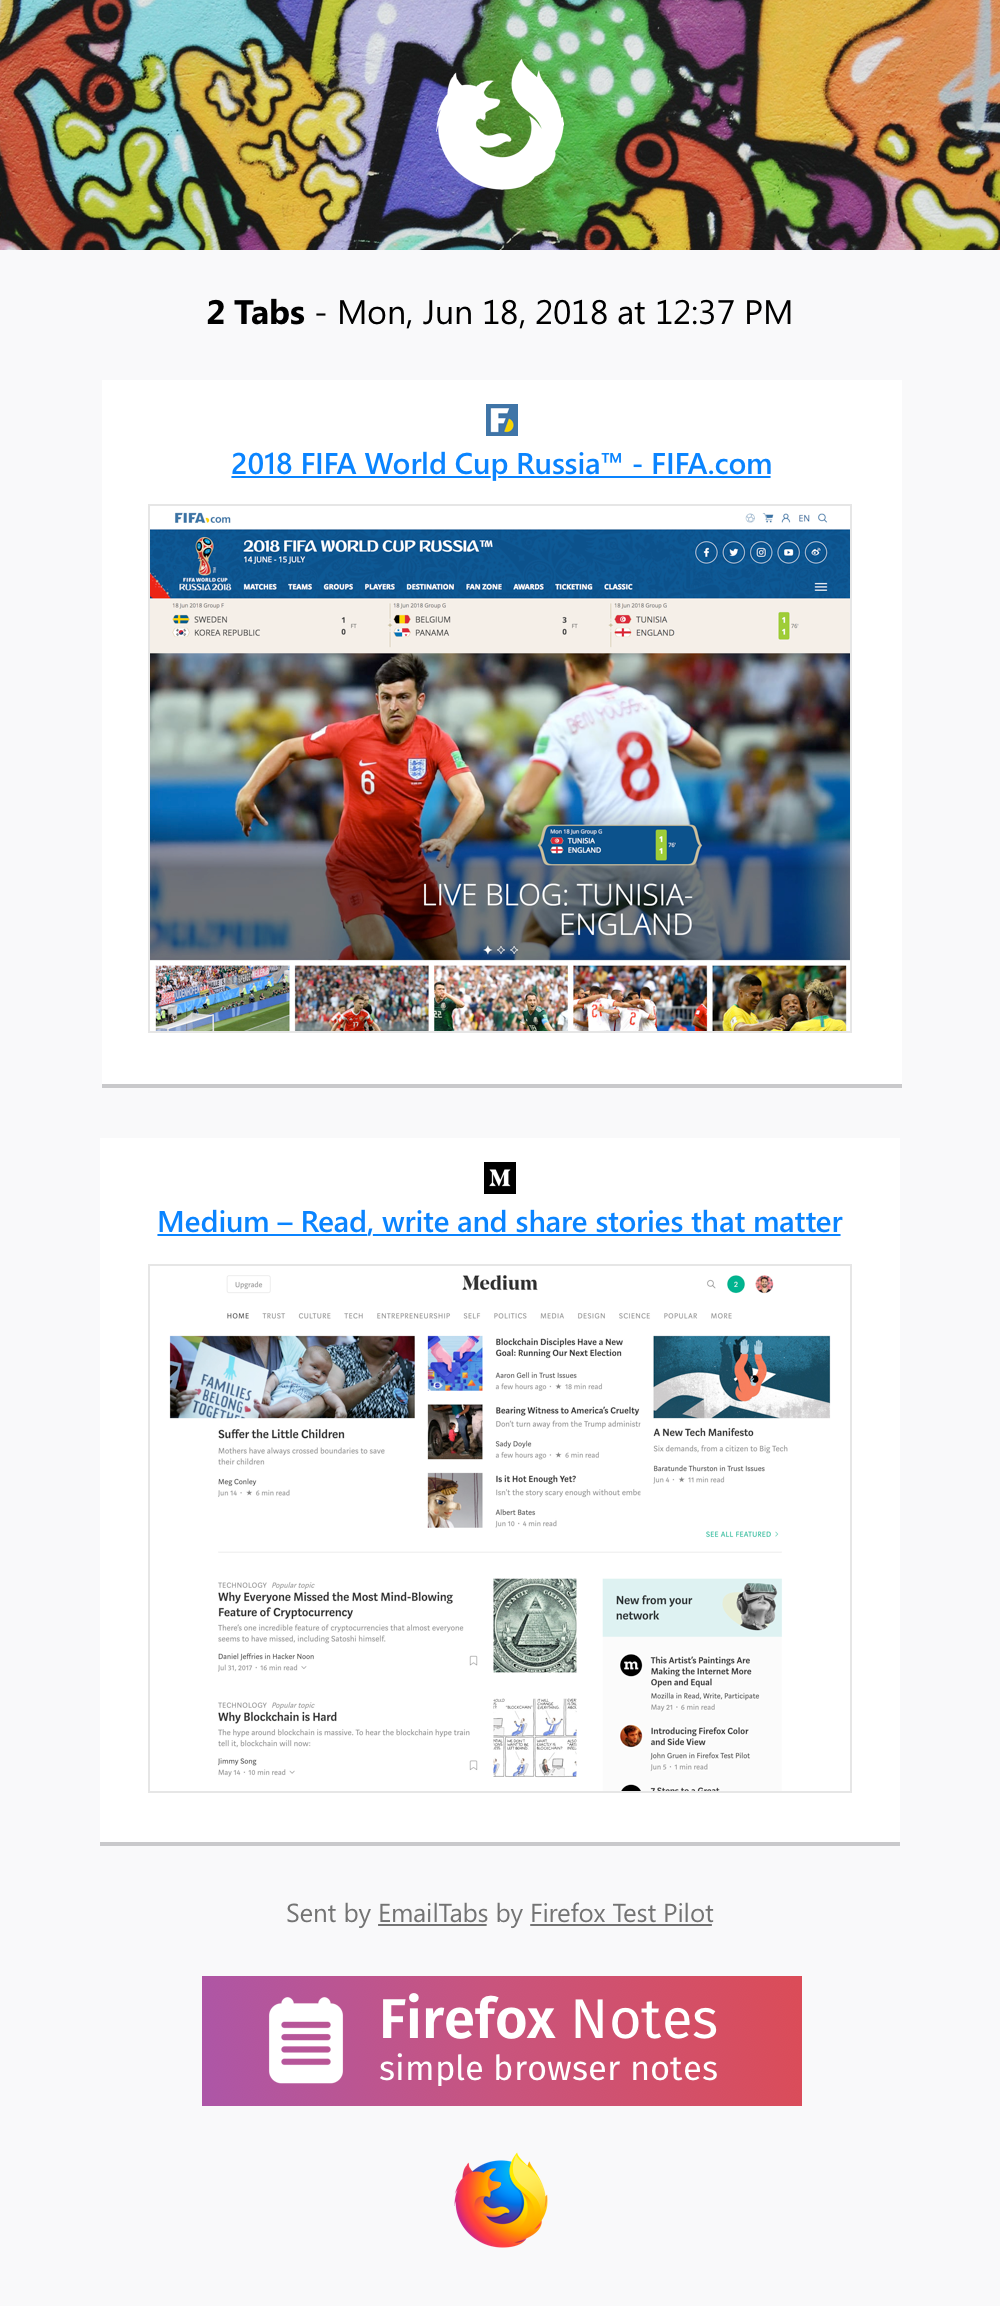 2 Tabs - Mon, Jun 18, 2018 at 12:37 PM
F
2018 FIFA World Cup Russia™ - FIFA.com
FIFA.com
EN
2018 FIFA WORLD CUP RUSSIA™
14 JUNE - 15 JULY
FIFA WORLD CUP
RUSSIA 2018
MATCHES TEAMS GROUPS PLAYERS DESTINATION FAN ZONE AWARDS TICKETING CLASSIC
18 Jun 2018 Group F
SWEDEN 1
KOREA REPUBLIC 0
FT
18 Jun 2018 Group G
BELGIUM 3
PANAMA 0
FT
18 Jun 2018 Group G
TUNISIA 1
ENGLAND 1
76'
6
BEN YOUSS
8
Mon 18 Jun Group G
TUNISIA 1
ENGLAND 1
76'
LIVE BLOG: TUNISIA-
ENGLAND
M
Medium – Read, write and share stories that matter
Upgrade
Medium
2
HOME TRUST CULTURE TECH ENTREPRENEURSHIP SELF POLITICS MEDIA DESIGN SCIENCE POPULAR MORE
FAMILIES
BELONG
TOGETHER
Suffer the Little Children
Mothers have always crossed boundaries to save
their children
Meg Conley
Jun 14 · ★ 6 min read
Blockchain Disciples Have a New
Goal: Running Our Next Election
Aaron Gell in Trust Issues
a few hours ago · ★ 18 min read
Bearing Witness to America's Cruelty
Don't turn away from the Trump administr
Sady Doyle
a few hours ago · ★ 6 min read
Is it Hot Enough Yet?
Isn't the story scary enough without embe
Albert Bates
Jun 10 · 4 min read
A New Tech Manifesto
Six demands, from a citizen to Big Tech
Baratunde Thurston in Trust Issues
Jun 4 · ★ 11 min read
SEE ALL FEATURED >
TECHNOLOGY Popular topic
Why Everyone Missed the Most Mind-Blowing
Feature of Cryptocurrency
There's one incredible feature of cryptocurrencies that almost everyone
seems to have missed, including Satoshi himself.
Daniel Jeffries in Hacker Noon
Jul 31, 2017 · 16 min read
ANNUIT COEPTIS
TECHNOLOGY Popular topic
Why Blockchain is Hard
The hype around blockchain is massive. To hear the blockchain hype train
tell it, blockchain will now:
Jimmy Song
May 14 · 10 min read
New from your
network
m
This Artist's Paintings Are
Making the Internet More
Open and Equal
Mozilla in Read, Write, Participate
May 21 · 6 min read
Introducing Firefox Color
and Side View
John Gruen in Firefox Test Pilot
Jun 5 · 1 min read
7 Steps to a Great
Sent by EmailTabs by Firefox Test Pilot
Firefox Notes
simple browser notes